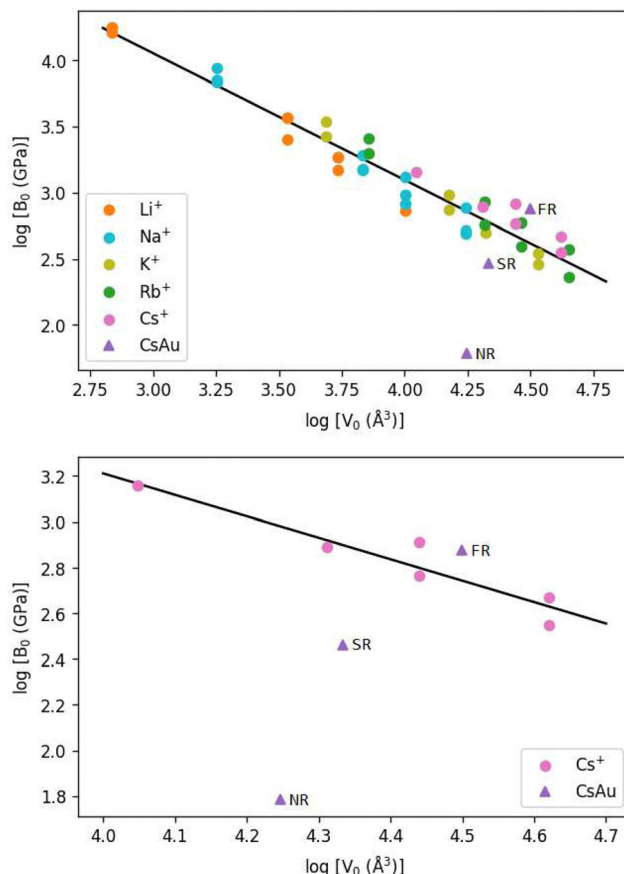 4.0
3.5
3.0
2.5
2.0
log [B₀ (GPa)]
Li⁺
Na⁺
K⁺
Rb⁺
Cs⁺
CsAu
FR
SR
NR
2.75 3.00 3.25 3.50 3.75 4.00 4.25 4.50 4.75
log [V₀ (Å³)]
3.2
3.0
2.8
2.6
2.4
2.2
2.0
1.8
log [B₀ (GPa)]
FR
SR
NR
Cs⁺
CsAu
4.0 4.1 4.2 4.3 4.4 4.5 4.6 4.7
log [V₀ (Å³)]